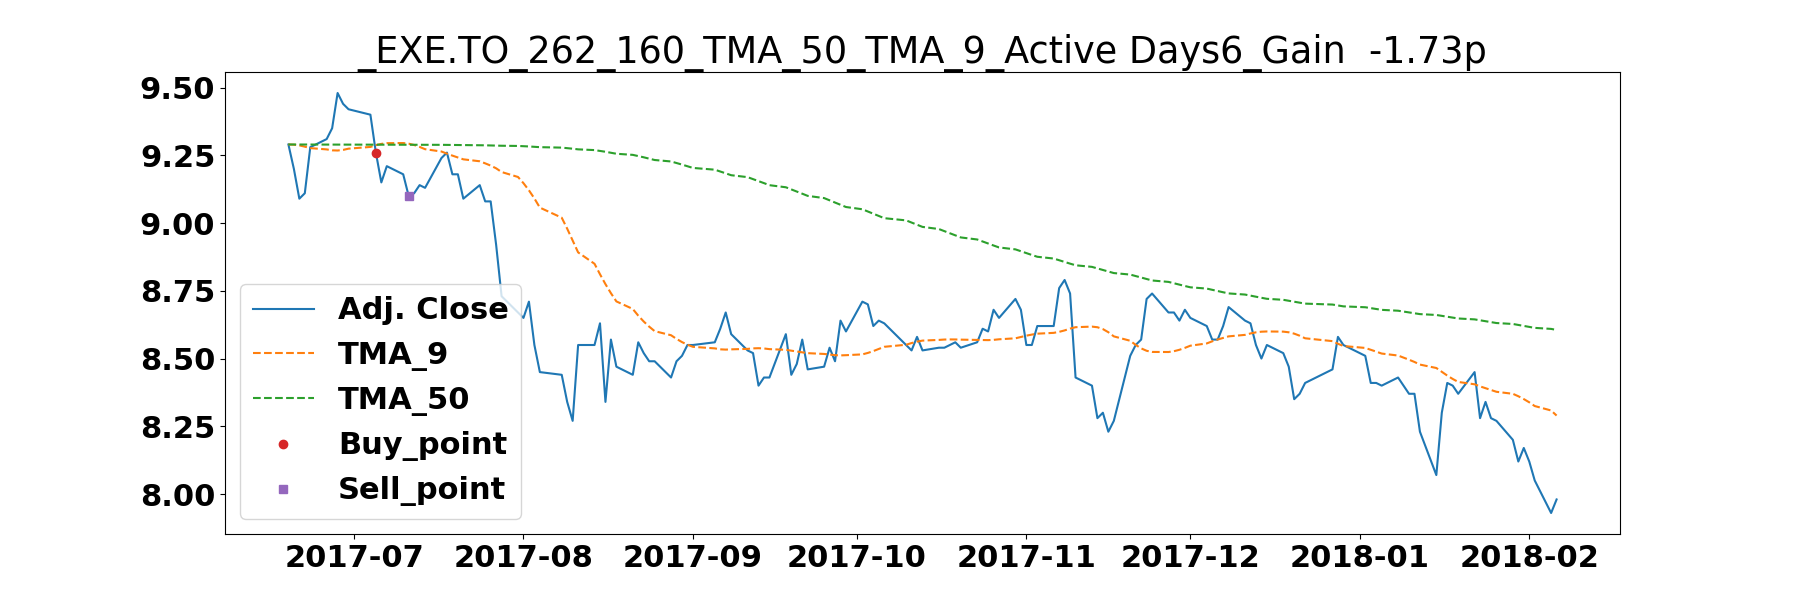 _EXE.TO_262_160_TMA_50_TMA_9_Active Days6_Gain  -1.73p
9.50
9.25
9.00
8.75
8.50
8.25
8.00
Adj. Close
TMA_9
TMA_50
Buy_point
Sell_point
2017-07 2017-08 2017-09 2017-10 2017-11 2017-12 2018-01 2018-02